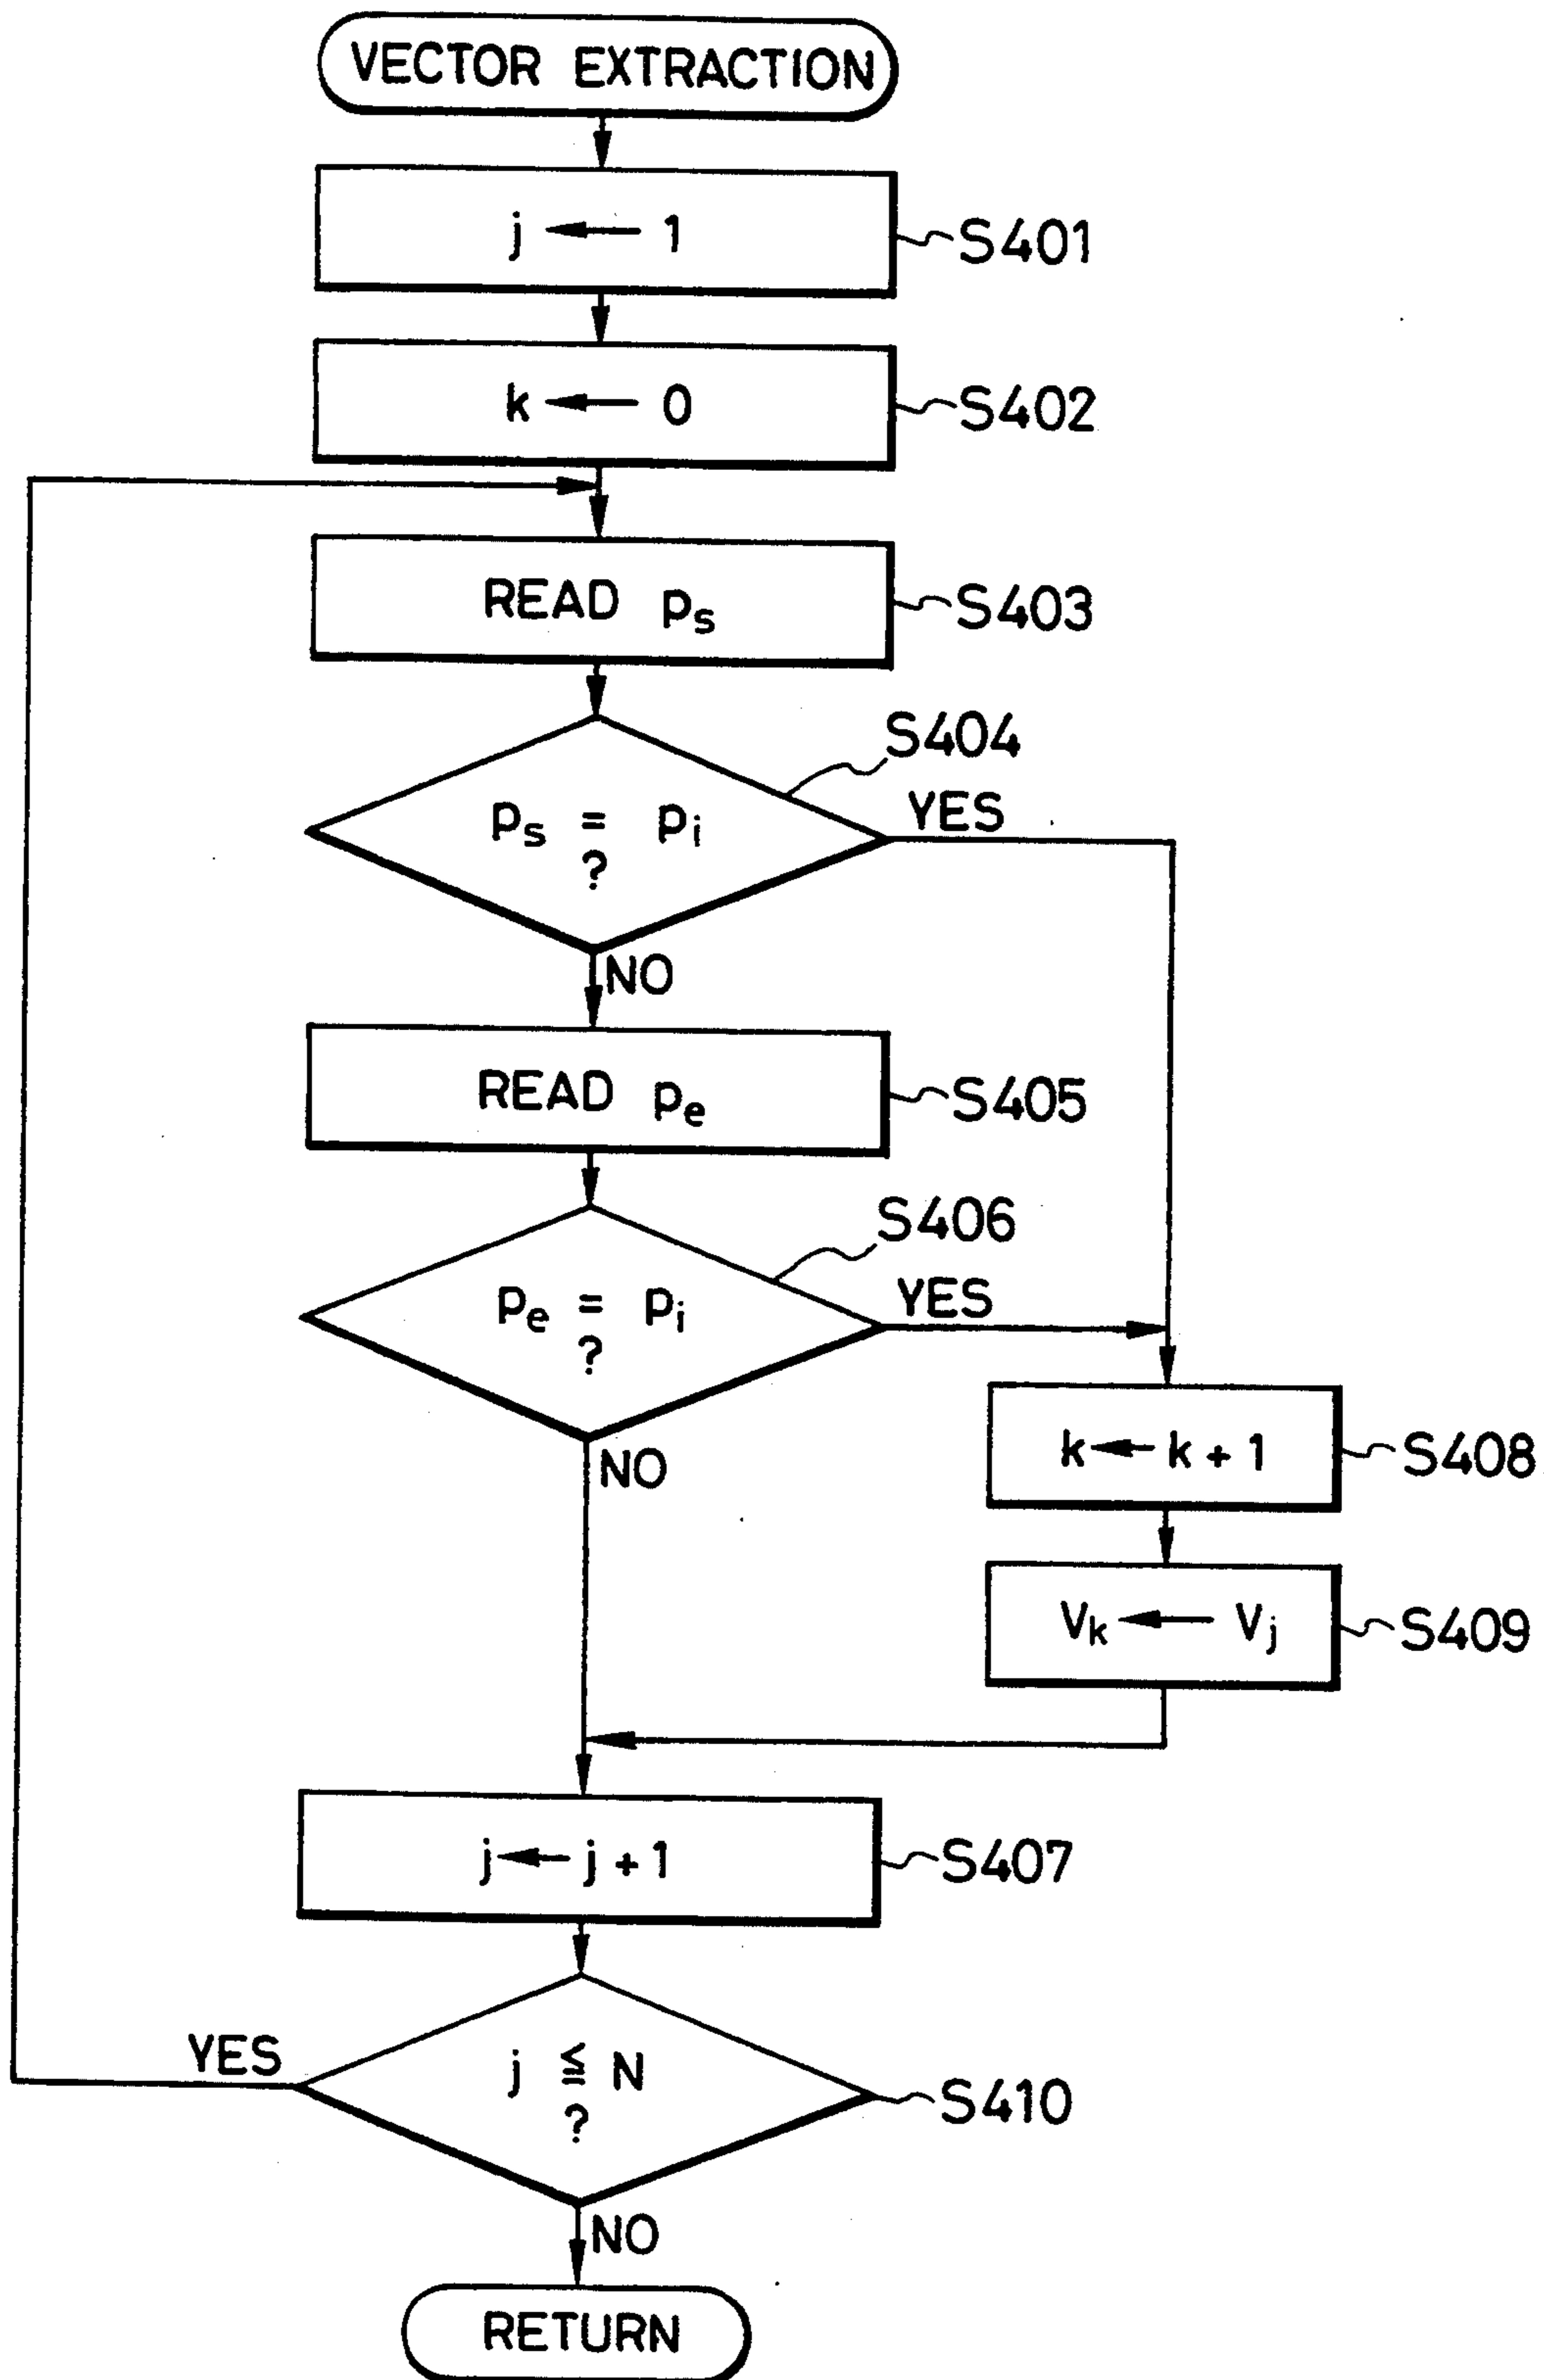 VECTOR EXTRACTION
j ← 1
S401
k ← 0
S402
READ pₛ
S403
S404
pₛ = pᵢ
?
YES
NO
READ pₑ
S405
S406
pₑ = pᵢ
?
YES
NO
k ← k + 1
S408
Vₖ ← Vⱼ
S409
j ← j + 1
S407
YES
j ≦ N
?
S410
NO
RETURN